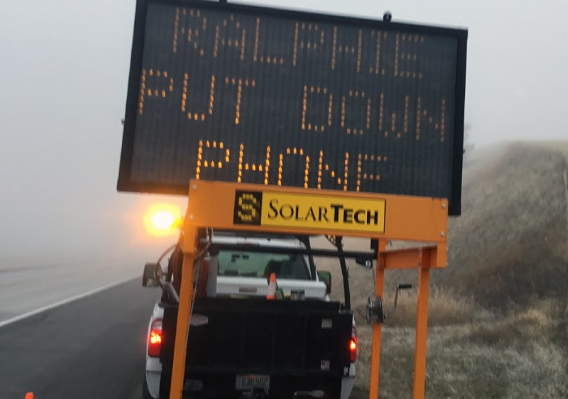 RALPHIE
PUT DOWN
PHONE
S SOLARTECH